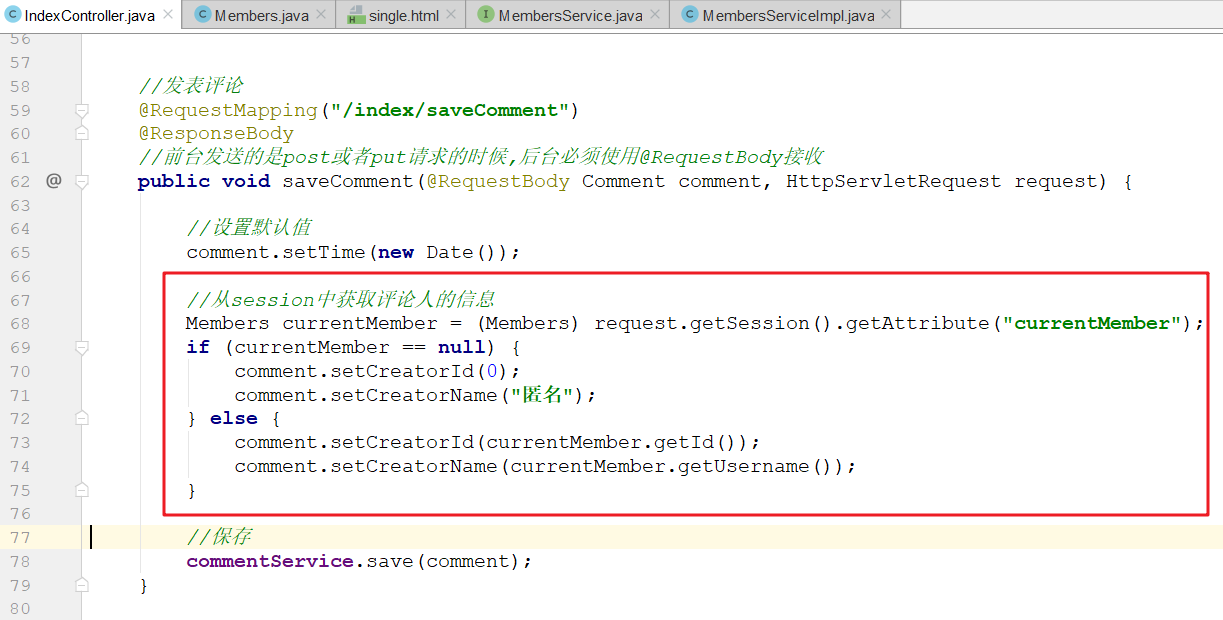 IndexController.java Members.java single.html MembersService.java MembersServiceImpl.java
56
57
58 //发表评论
59 @RequestMapping("/index/saveComment")
60 @ResponseBody
61 //前台发送的是post或者put请求的时候,后台必须使用@RequestBody接收
62 @ public void saveComment(@RequestBody Comment comment, HttpServletRequest request) {
63
64 //设置默认值
65 comment.setTime(new Date());
66
67 //从session中获取评论人的信息
68 Members currentMember = (Members) request.getSession().getAttribute("currentMember");
69 if (currentMember == null) {
70 comment.setCreatorId(0);
71 comment.setCreatorName("匿名");
72 } else {
73 comment.setCreatorId(currentMember.getId());
74 comment.setCreatorName(currentMember.getUsername());
75 }
76
77 //保存
78 commentService.save(comment);
79 }
80